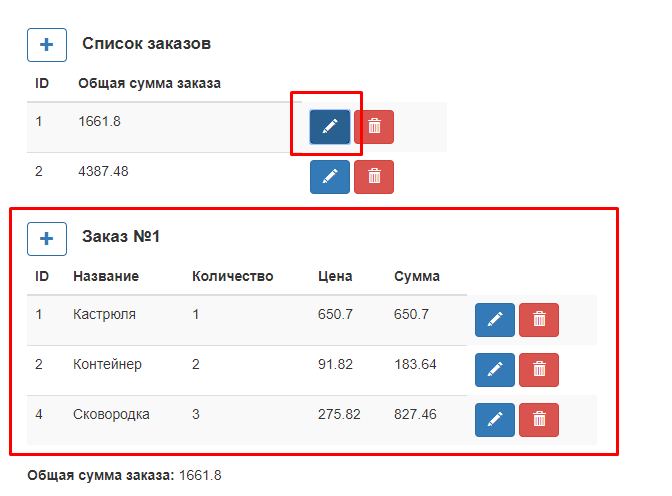 Список заказов
ID Общая сумма заказа
1 1661.8
2 4387.48
Заказ №1
ID Название Количество Цена Сумма
1 Кастрюля 1 650.7 650.7
2 Контейнер 2 91.82 183.64
4 Сковородка 3 275.82 827.46
Общая сумма заказа: 1661.8